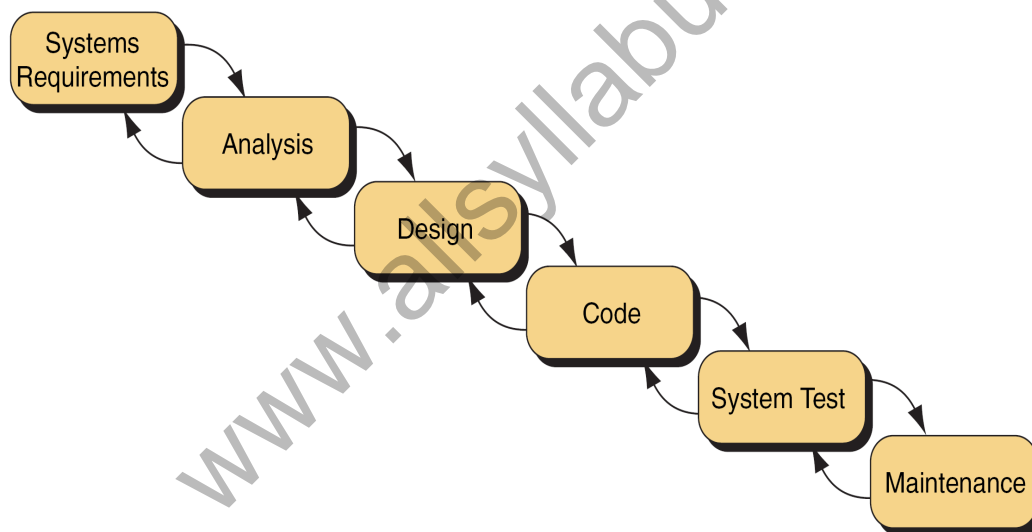 Systems
Requirements
Analysis
Design
Code
System Test
Maintenance
www.allsyllabu